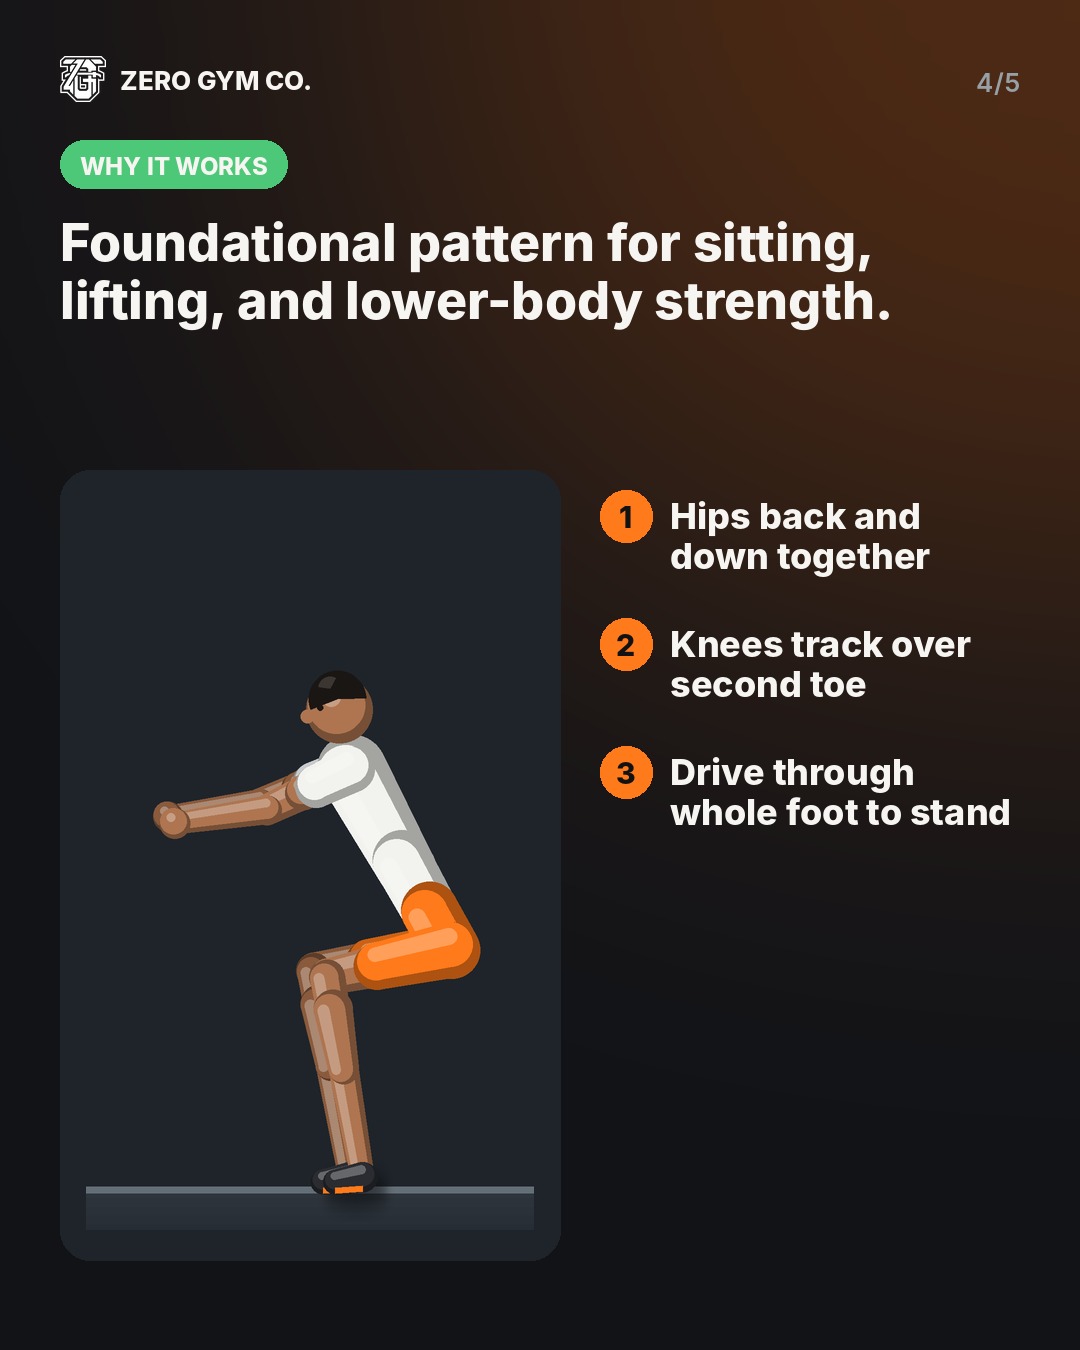 ZERO GYM CO.
4/5
WHY IT WORKS
Foundational pattern for sitting,
lifting, and lower-body strength.
1 Hips back and
down together
2 Knees track over
second toe
3 Drive through
whole foot to stand